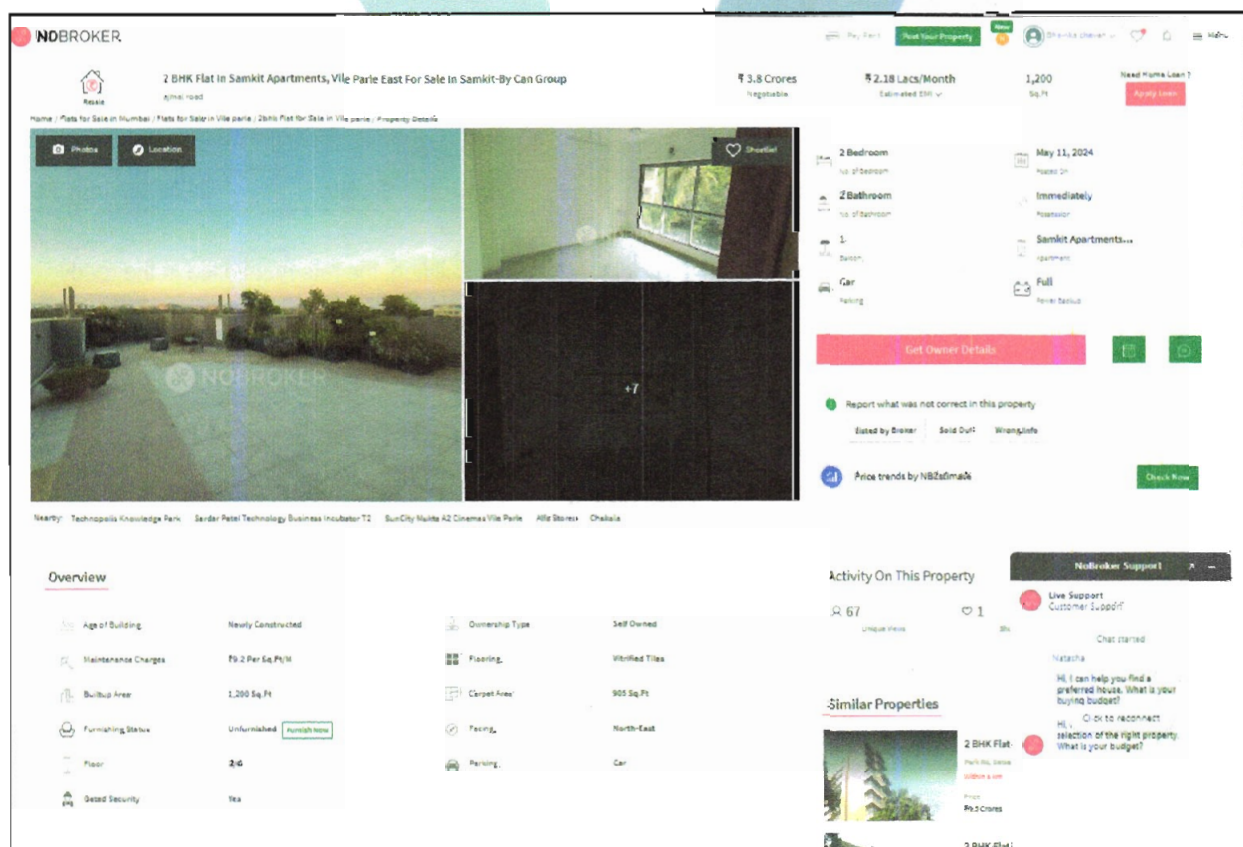 NOBROKER
Pay Rent
Post Your Property
New
Menu
2 BHK Flat In Samkit Apartments, Vile Parle East For Sale In Samkit-By Can Group
₹ 3.8 Crores
₹ 2.18 Lacs/Month
1,200
Need Home Loan ?
Resale
Ajmal road
Negotiable
Estimated EMI
Sq.Ft
Apply Loan
Home / Flats for Sale in Mumbai / Flats for Sale in Vile parle / 2bhk Flat for Sale in Vile parle / Property Details
Photos
Location
Shortlist
NOBROKER
+7
2 Bedroom
No. of Bedroom
May 11, 2024
Posted On
2 Bathroom
No. of Bathroom
Immediately
Possession
1
Balcony
Samkit Apartments...
Apartment
Car
Parking
Full
Power Backup
Get Owner Details
Report what was not correct in this property
Listed by Broker
Sold Out
Wrong Info
Price trends by NBEstimate
Check Now
Nearby: Technopolis Knowledge Park Sardar Patel Technology Business Incubator T2 SunCity Mukta A2 Cinemas Vile Parle Alfa Stores Chakala
Overview
Age of Building Newly Constructed
Ownership Type Self Owned
Maintenance Charges ₹9.2 Per Sq.Ft/M
Flooring Vitrified Tiles
Builtup Area 1,200 Sq.Ft
Carpet Area 905 Sq.Ft
Furnishing Status Unfurnished Furnish Now
Facing North-East
Floor 2/6
Parking Car
Gated Security Yes
Activity On This Property
67
Unique Views
1
Similar Properties
2 BHK Flat
Price
2 BHK Flat
NoBroker Support
Live Support
Customer Support
Chat started
Natasha
Hi, I can help you find a
preferred house. What is your
buying budget?
Click to reconnect
selection of the right property.
What is your budget?